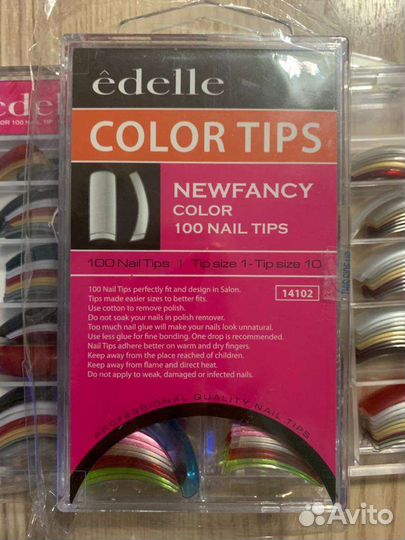 êdelle
COLOR TIPS
NEWFANCY
COLOR
100 NAIL TIPS
100 Nail Tips | Tip size 1-Tip size 10
14102
100 Nail Tips perfectly fit and design in Salon.
Tips made easier sizes to better fits.
Use cotton to remove polish.
Do not soak your nails in polish remover.
Too much nail glue will make your nails look unnatural.
Use less glue for fine bonding. One drop is recommended.
Nail Tips adhere better on warm and dry fingers.
Keep away from the place reached of children.
Keep away from flame and direct heat.
Do not apply to weak, damaged or infected nails.
PROFESSIONAL QUALITY NAIL TIPS
ede
OR 100 NAIL TIP
Avito